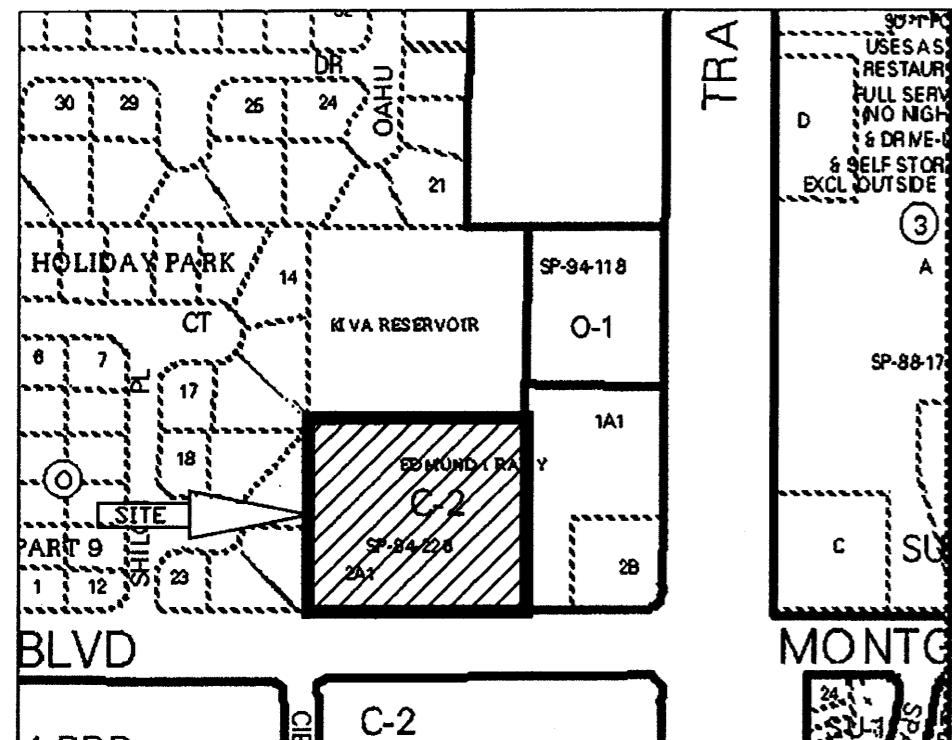 32
DR
OAHU
30
29
25
24
21
TRA
USES AS
RESTAUR
FULL SERV
(NO NIGH
& DRIVE-
& SELF STOR
EXCL OUTSIDE
D
3
A
HOLIDAY PARK
14
CT
KIVA RESERVOIR
SP-94-118
O-1
SP-88-17
6
7
PL
17
18
1A1
C-2
SITE
SP-84-228
2A1
PART 9
SHILO
1
12
23
2B
C
SU
BLVD
MONTG
C-2
24
SP